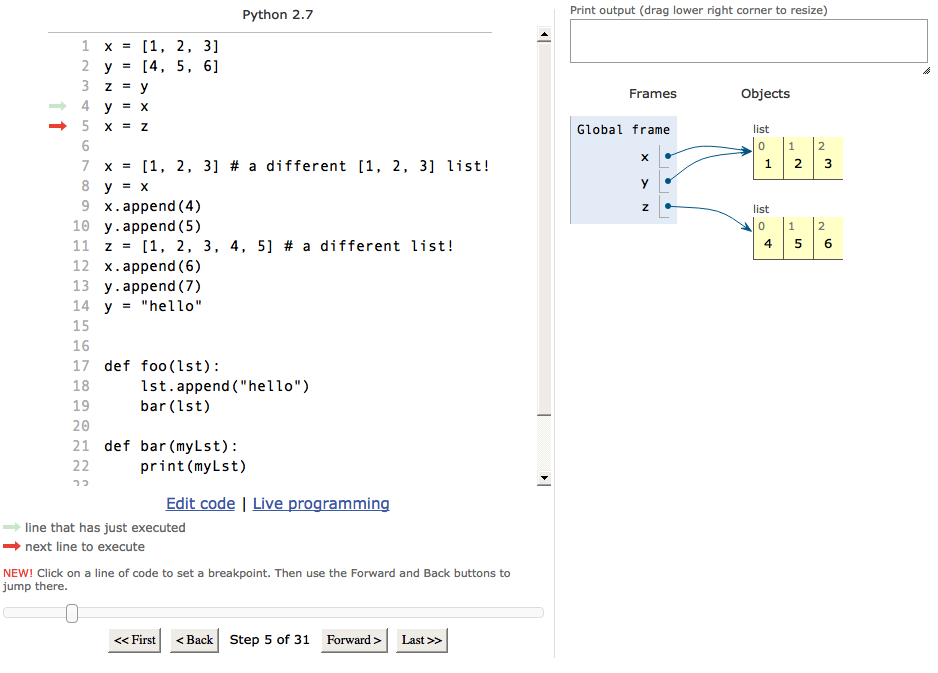 Python 2.7
1 x = [1, 2, 3]
2 y = [4, 5, 6]
3 z = y
4 y = x
5 x = z
6
7 x = [1, 2, 3] # a different [1, 2, 3] list!
8 y = x
9 x.append(4)
10 y.append(5)
11 z = [1, 2, 3, 4, 5] # a different list!
12 x.append(6)
13 y.append(7)
14 y = "hello"
15
16
17 def foo(lst):
18     lst.append("hello")
19     bar(lst)
20
21 def bar(myLst):
22     print(myLst)
23
Edit code | Live programming
line that has just executed
next line to execute
NEW! Click on a line of code to set a breakpoint. Then use the Forward and Back buttons to
jump there.
<< First < Back Step 5 of 31 Forward > Last >>
Print output (drag lower right corner to resize)
Frames Objects
Global frame
x
y
z
list
0 1 2
1 2 3
list
0 1 2
4 5 6